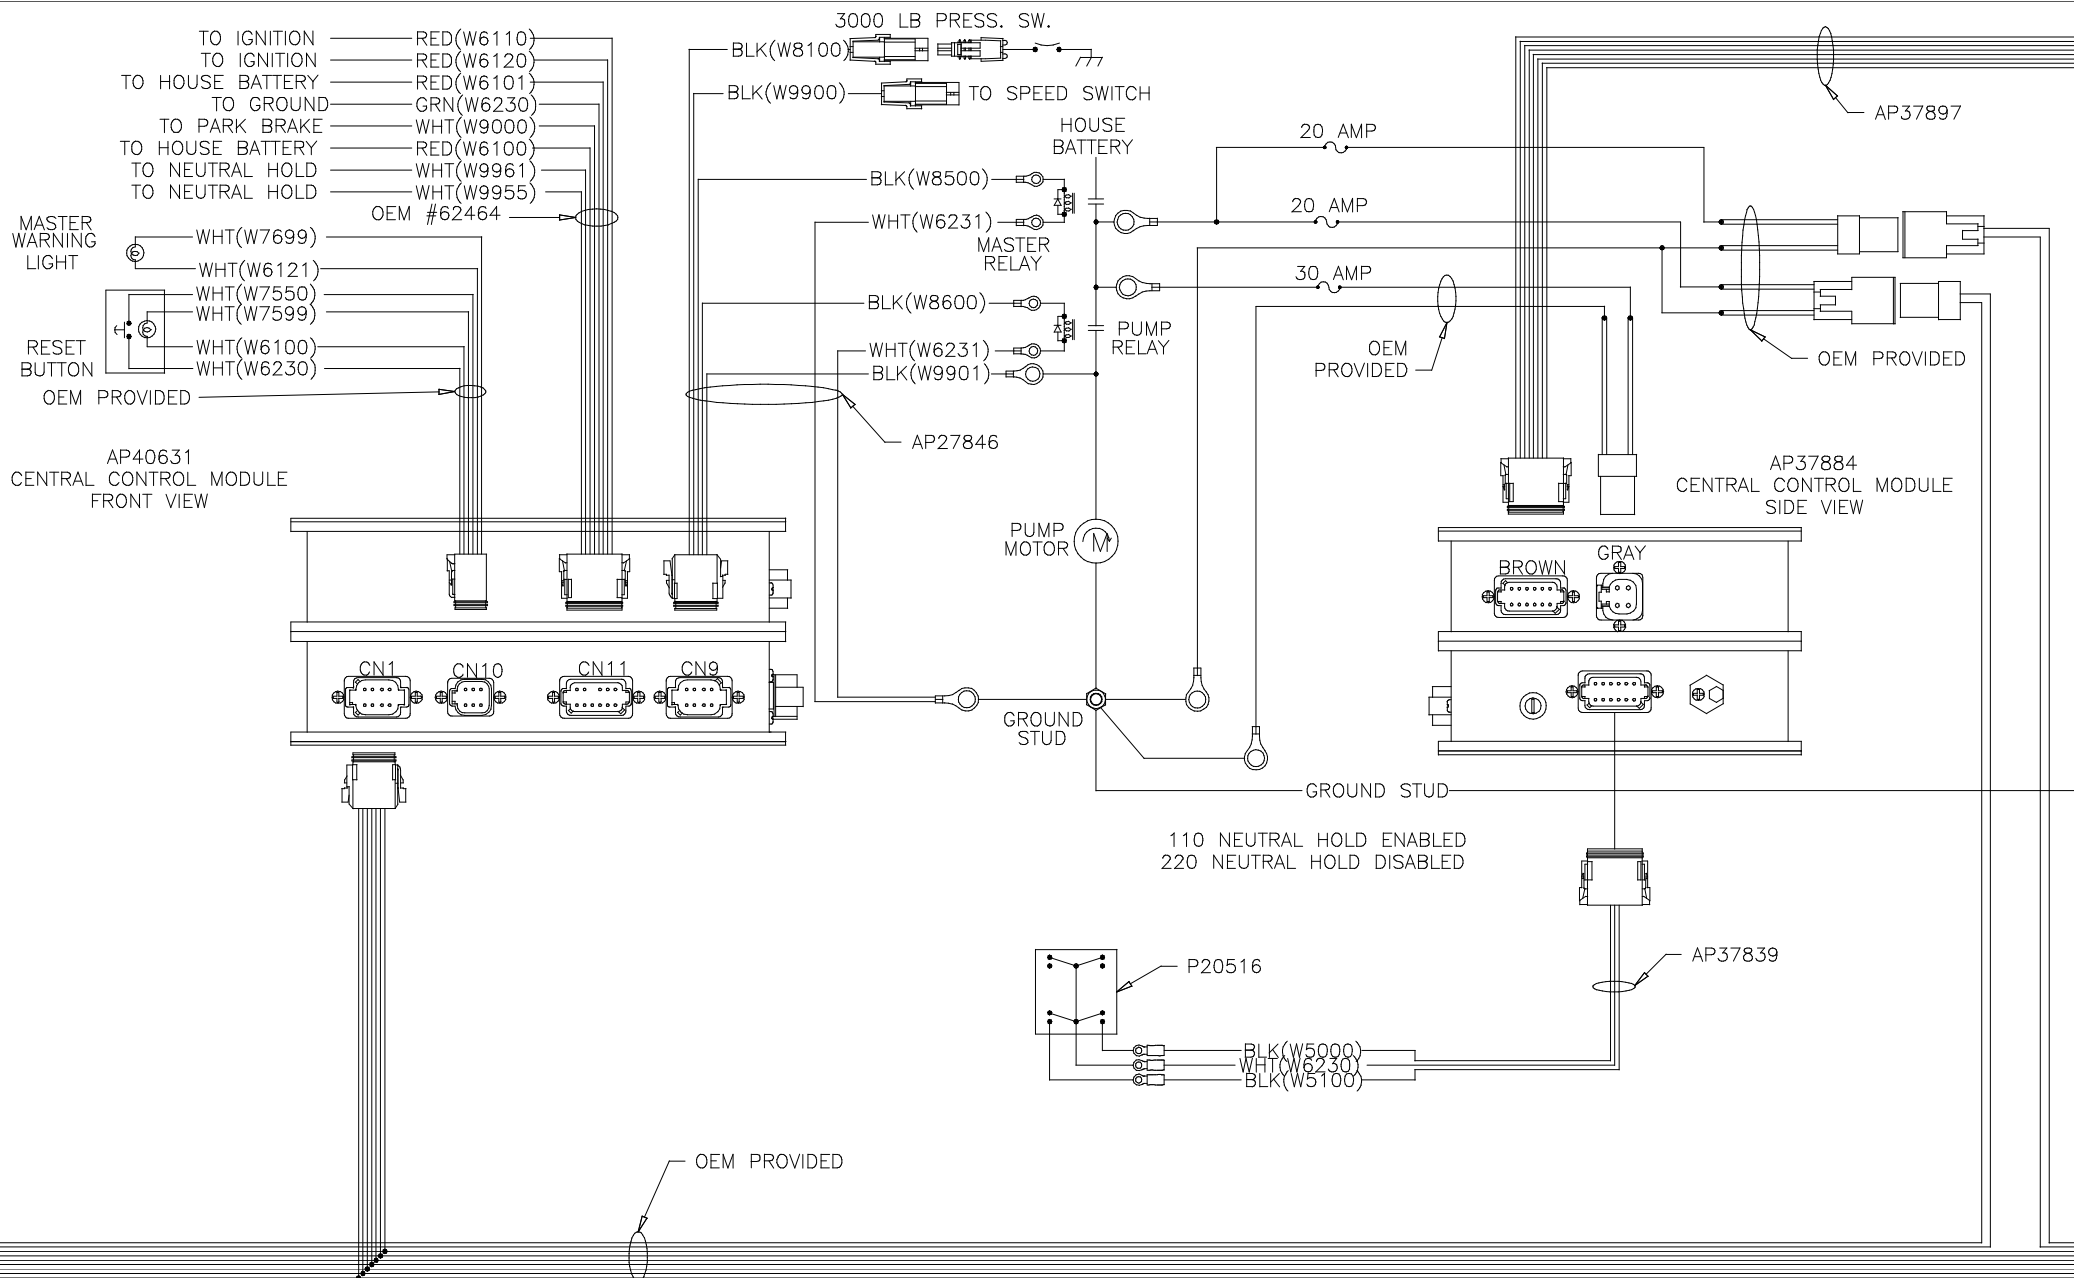 3000 LB PRESS. SW.
TO IGNITION RED(W6110)
TO IGNITION RED(W6120)
TO HOUSE BATTERY RED(W6101)
TO GROUND GRN(W6230)
TO PARK BRAKE WHT(W9000)
TO HOUSE BATTERY RED(W6100)
TO NEUTRAL HOLD WHT(W9961)
TO NEUTRAL HOLD WHT(W9955)
OEM #62464
BLK(W8100)
BLK(W9900) TO SPEED SWITCH
MASTER
WARNING
LIGHT
WHT(W7699)
WHT(W6121)
WHT(W7550)
WHT(W7599)
RESET
BUTTON
WHT(W6100)
WHT(W6230)
OEM PROVIDED
HOUSE
BATTERY
BLK(W8500)
WHT(W6231)
MASTER
RELAY
BLK(W8600)
PUMP
RELAY
WHT(W6231)
BLK(W9901)
AP27846
20 AMP
20 AMP
30 AMP
AP37897
OEM
PROVIDED
OEM PROVIDED
AP40631
CENTRAL CONTROL MODULE
FRONT VIEW
AP37884
CENTRAL CONTROL MODULE
SIDE VIEW
PUMP
MOTOR
M
BROWN
GRAY
CN1
CN10
CN11
CN9
GROUND
STUD
GROUND STUD
110 NEUTRAL HOLD ENABLED
220 NEUTRAL HOLD DISABLED
P20516
AP37839
BLK(W5000)
WHT(W6230)
BLK(W5100)
OEM PROVIDED